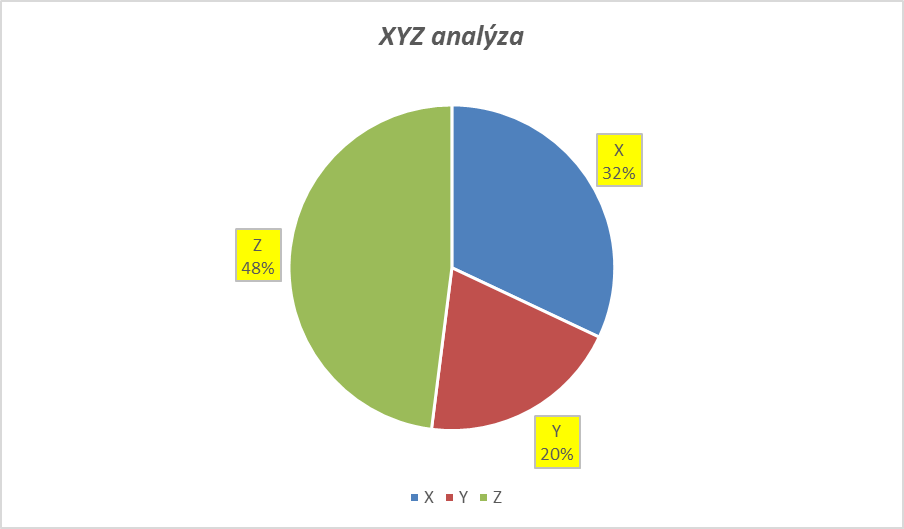 XYZ analýza
X
32%
Z
48%
Y
20%
X Y Z